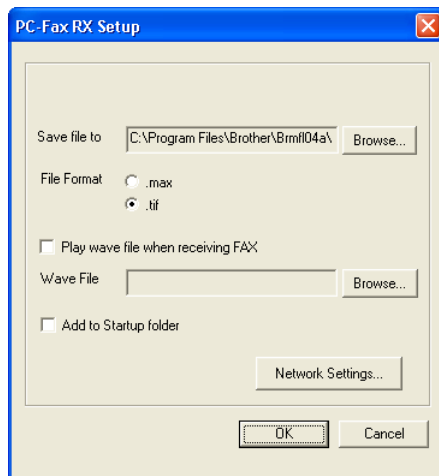 PC-Fax RX Setup
Save file to C:\Program Files\Brother\Brmfl04a\ Browse...
File Format .max
.tif
Play wave file when receiving FAX
Wave File Browse...
Add to Startup folder
Network Settings...
OK Cancel